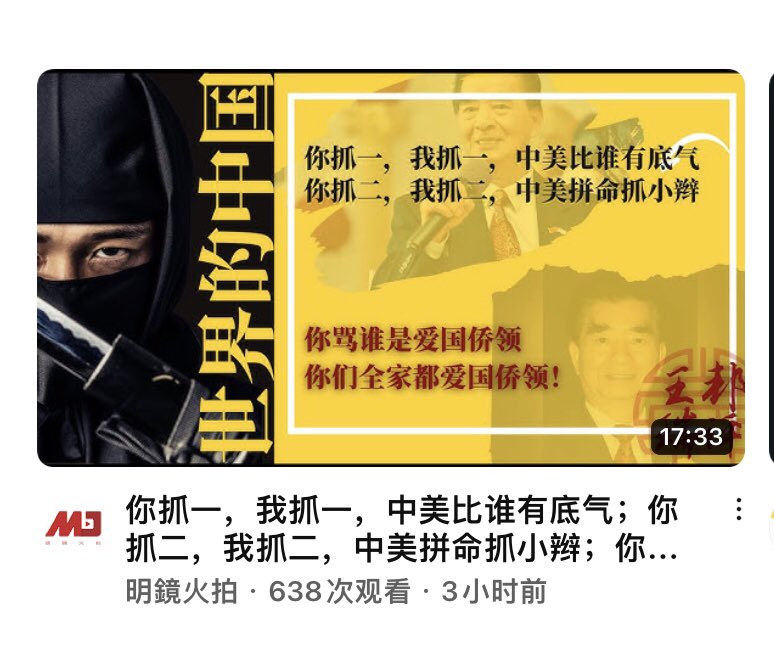 世界的中国
你抓一，我抓一，中美比谁有底气
你抓二，我抓二，中美拼命抓小辫
你骂谁是爱国侨领
你们全家都爱国侨领！
17:33
你抓一，我抓一，中美比谁有底气；你
抓二，我抓二，中美拼命抓小辫；你...
明鏡火拍 · 638次观看 · 3小时前